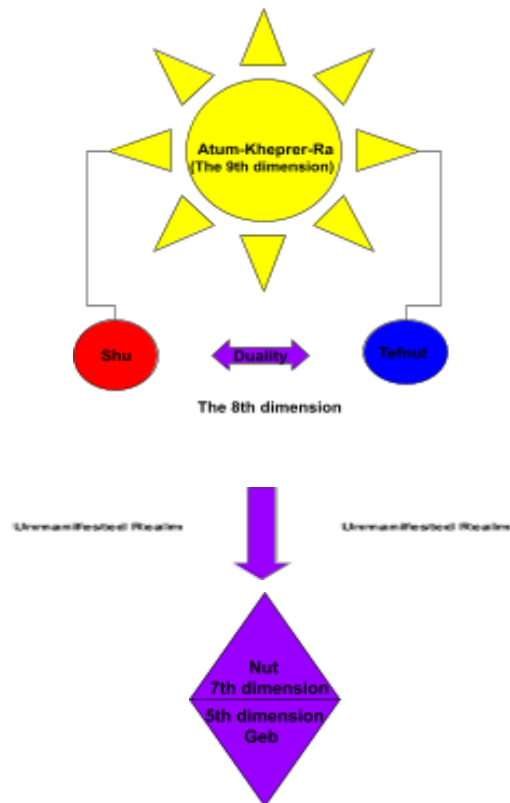 Atum-Kheprer-Ra
(The 9th dimension)
Shu
Duality
Tefnut
The 8th dimension
Unmanifested Realm
Unmanifested Realm
Nut
7th dimension
5th dimension
Geb